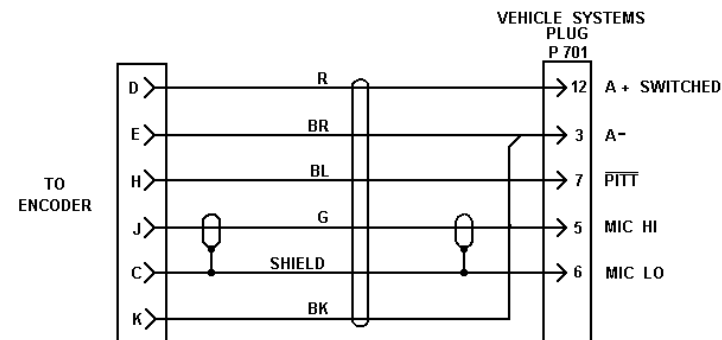 VEHICLE SYSTEMS
PLUG
P 701
D R 12 A + SWITCHED
E BR 3 A-
H BL 7 PITT
TO
ENCODER
J G 5 MIC HI
C SHIELD 6 MIC LO
K BK